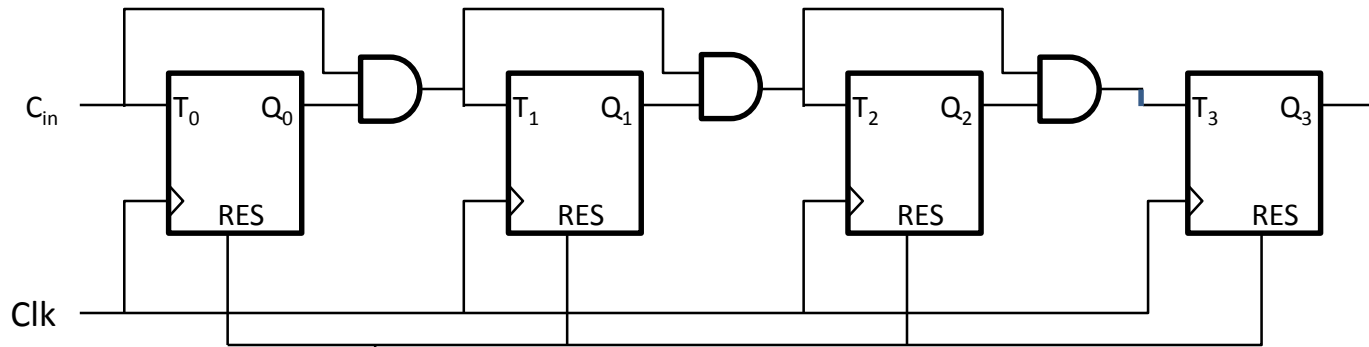 C_in T_0 Q_0 T_1 Q_1 T_2 Q_2 T_3 Q_3
RES RES RES RES
Clk